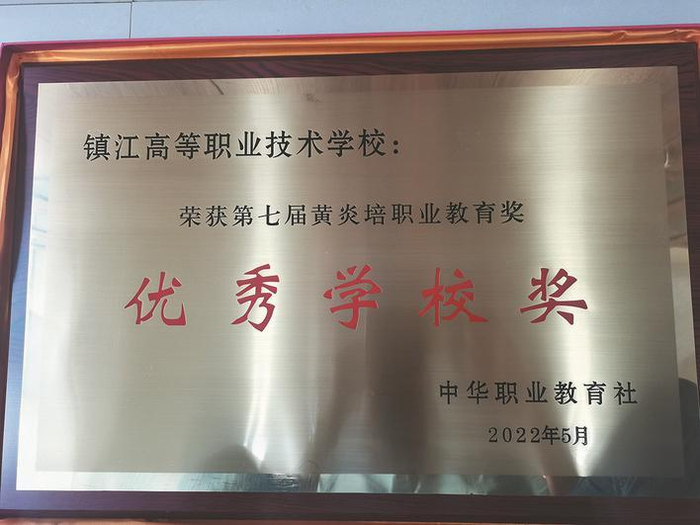 镇江高等职业技术学校：
荣获第七届黄炎培职业教育奖
优秀学校奖
中华职业教育社
2022年5月